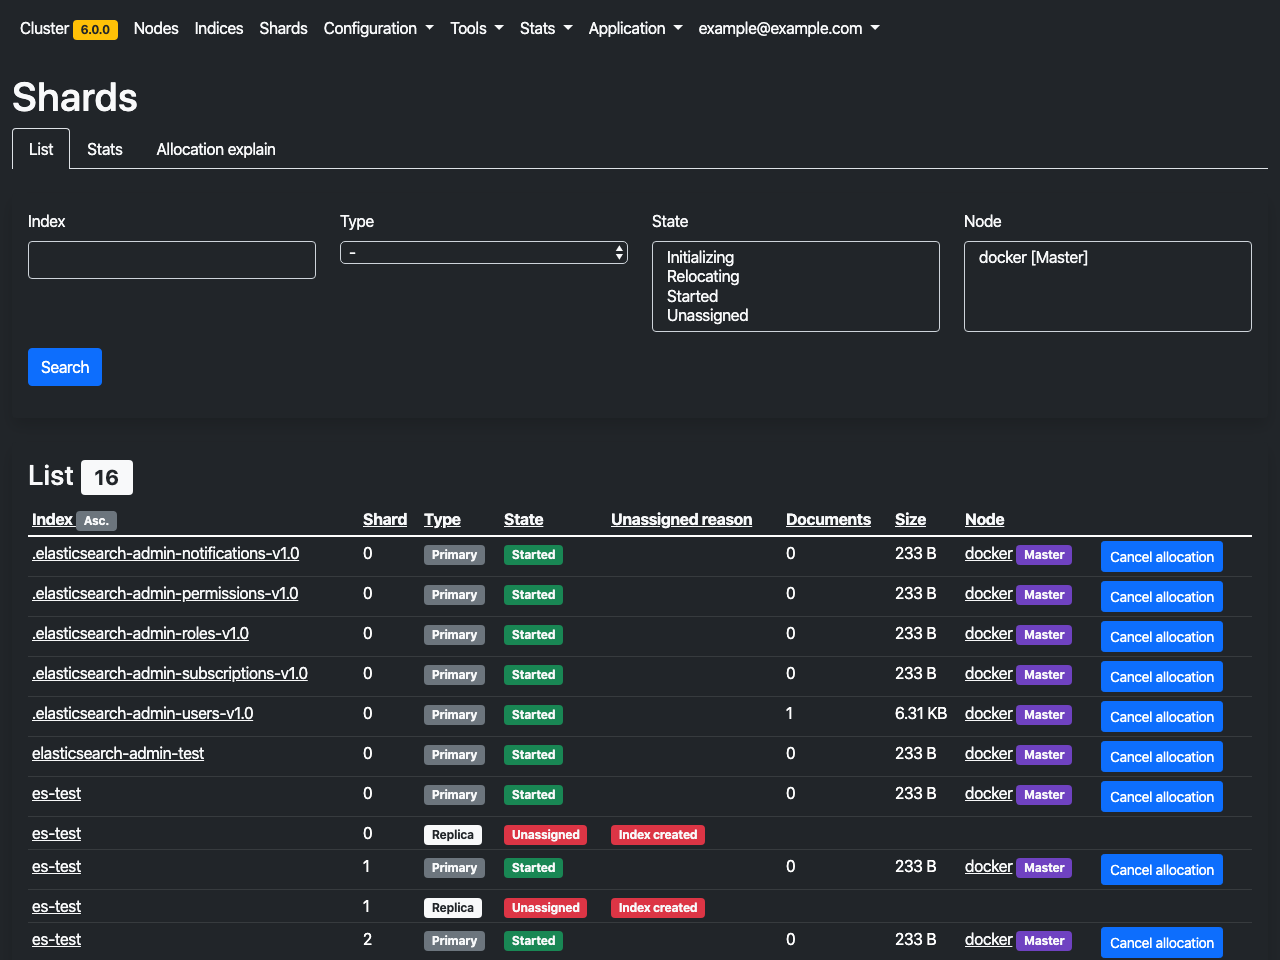 Cluster 6.0.0 Nodes Indices Shards Configuration Tools Stats Application example@example.com
Shards
List Stats Allocation explain
Index Type State Node
-
Initializing
Relocating
Started
Unassigned
docker [Master]
Search
List 16
Index Asc. Shard Type State Unassigned reason Documents Size Node
.elasticsearch-admin-notifications-v1.0 0 Primary Started 0 233 B docker Master Cancel allocation
.elasticsearch-admin-permissions-v1.0 0 Primary Started 0 233 B docker Master Cancel allocation
.elasticsearch-admin-roles-v1.0 0 Primary Started 0 233 B docker Master Cancel allocation
.elasticsearch-admin-subscriptions-v1.0 0 Primary Started 0 233 B docker Master Cancel allocation
.elasticsearch-admin-users-v1.0 0 Primary Started 1 6.31 KB docker Master Cancel allocation
elasticsearch-admin-test 0 Primary Started 0 233 B docker Master Cancel allocation
es-test 0 Primary Started 0 233 B docker Master Cancel allocation
es-test 0 Replica Unassigned Index created
es-test 1 Primary Started 0 233 B docker Master Cancel allocation
es-test 1 Replica Unassigned Index created
es-test 2 Primary Started 0 233 B docker Master Cancel allocation